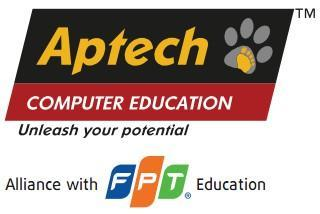 Aptech TM
COMPUTER EDUCATION
Unleash your potential
Alliance with FPT® Education